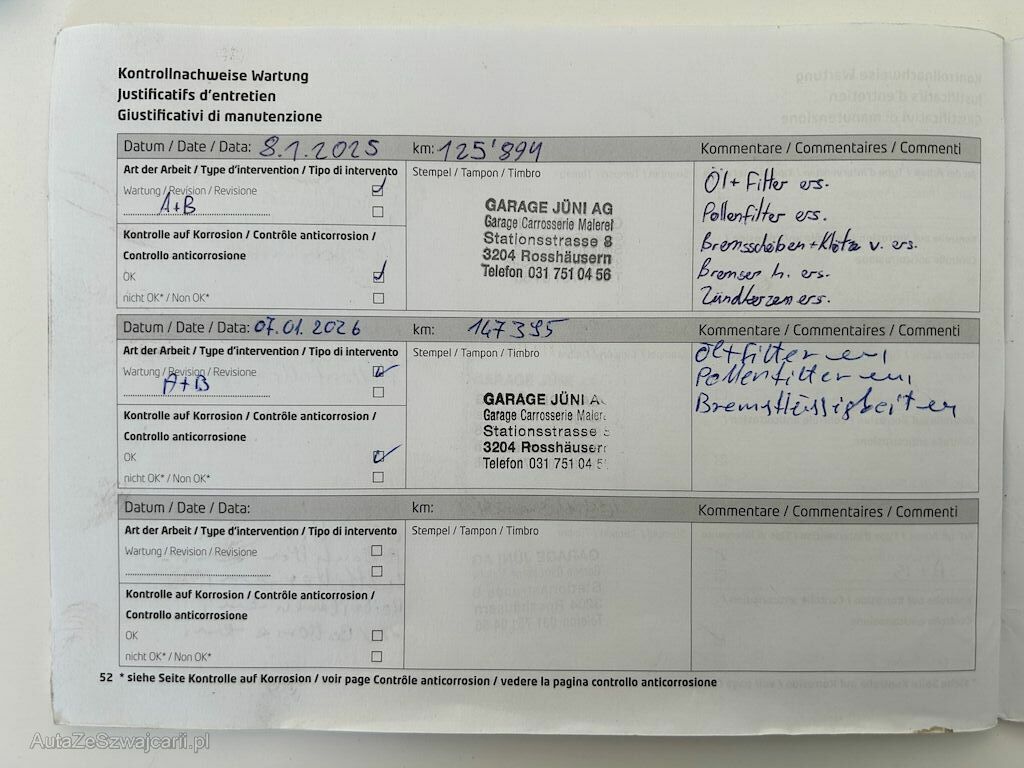 Kontrollnachweise Wartung
Justificatifs d'entretien
Giustificativi di manutenzione
Datum / Date / Data: 8.1.2025 km: 125'894 Kommentare / Commentaires / Commenti
Art der Arbeit / Type d'intervention / Tipo di intervento
Wartung / Revision / Revisione
A+B
Kontrolle auf Korrosion / Contrôle anticorrosion /
Controllo anticorrosione
OK
nicht OK* / Non OK*
Stempel / Tampon / Timbro
GARAGE JÜNI AG
Garage Carrosserie Malerei
Stationsstrasse 8
3204 Rosshäusern
Telefon 031 751 04 56
Öl + Filter ers.
Pollenfilter ers.
Bremsscheiben + Klötze v. ers.
Bremsen h. ers.
Zündkerzen ers.
Datum / Date / Data: 07.01.2026 km: 147395 Kommentare / Commentaires / Commenti
Art der Arbeit / Type d'intervention / Tipo di intervento
Wartung / Revision / Revisione
A+B
Kontrolle auf Korrosion / Contrôle anticorrosion /
Controllo anticorrosione
OK
nicht OK* / Non OK*
Stempel / Tampon / Timbro
GARAGE JÜNI A
Garage Carrosserie Maler
Stationsstrasse
3204 Rosshäusern
Telefon 031 751 04 5
Öl+Filter
Pollenfilter
Bremsflüssigkeit
Datum / Date / Data: km: Kommentare / Commentaires / Commenti
Art der Arbeit / Type d'intervention / Tipo di intervento
Wartung / Revision / Revisione
Kontrolle auf Korrosion / Contrôle anticorrosion /
Controllo anticorrosione
OK
nicht OK* / Non OK*
Stempel / Tampon / Timbro
52 * siehe Seite Kontrolle auf Korrosion / voir page Contrôle anticorrosion / vedere la pagina controllo anticorrosione
AutaZeSzwajcarii.pl